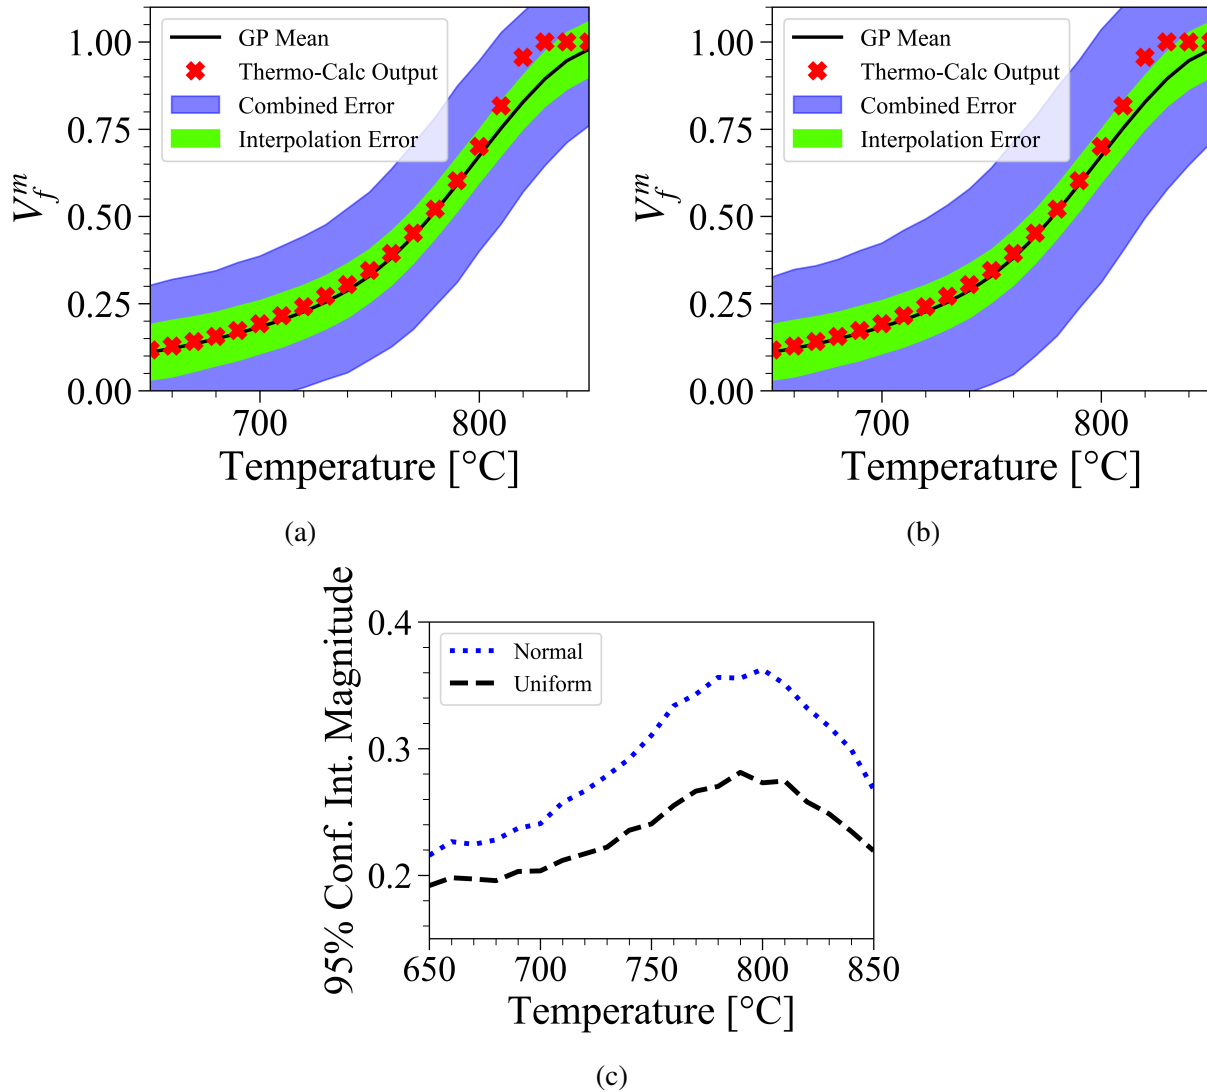 1.00
0.75
0.50
0.25
0.00
V_f^m
GP Mean
Thermo-Calc Output
Combined Error
Interpolation Error
700
800
Temperature [°C]
(a)
1.00
0.75
0.50
0.25
0.00
V_f^m
GP Mean
Thermo-Calc Output
Combined Error
Interpolation Error
700
800
Temperature [°C]
(b)
95% Conf. Int. Magnitude
0.4
0.3
0.2
Normal
Uniform
650
700
750
800
850
Temperature [°C]
(c)